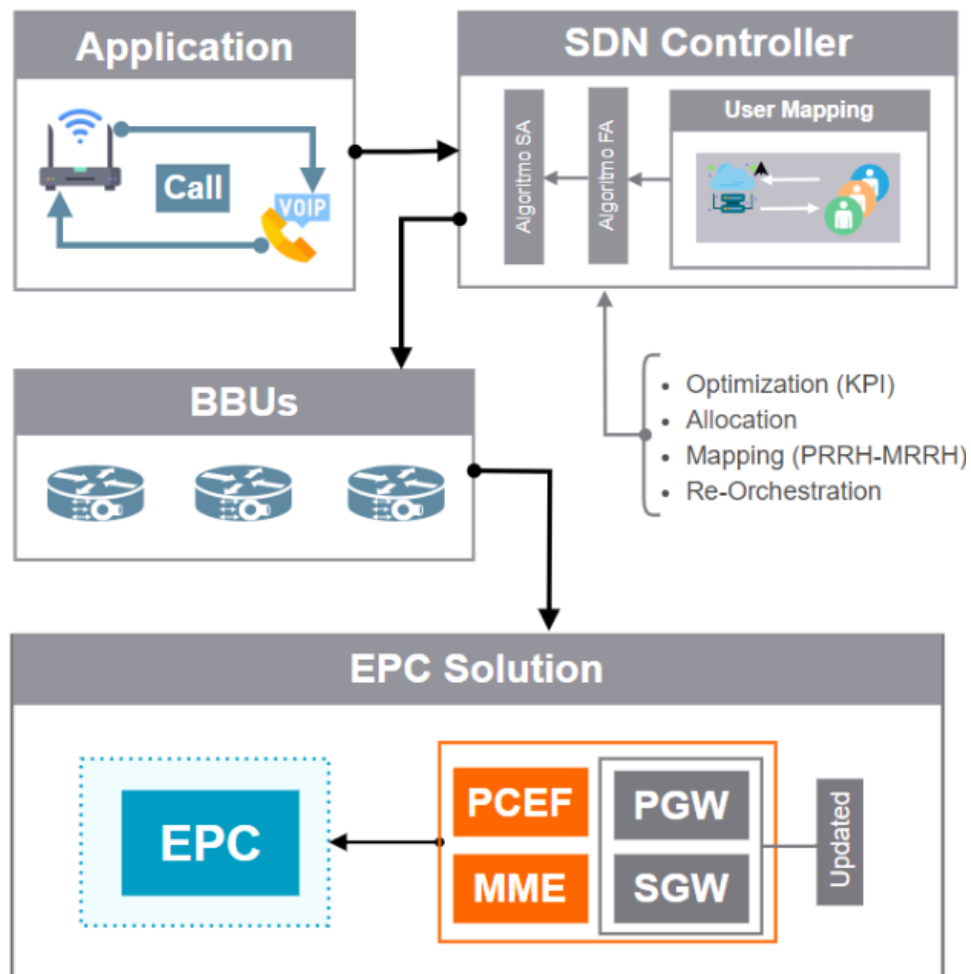 Application
Call
VOIP
SDN Controller
Algoritmo SA
Algoritmo FA
User Mapping
• Optimization (KPI)
• Allocation
• Mapping (PRRH-MRRH)
• Re-Orchestration
BBUs
EPC Solution
EPC
PCEF
MME
PGW
SGW
Updated